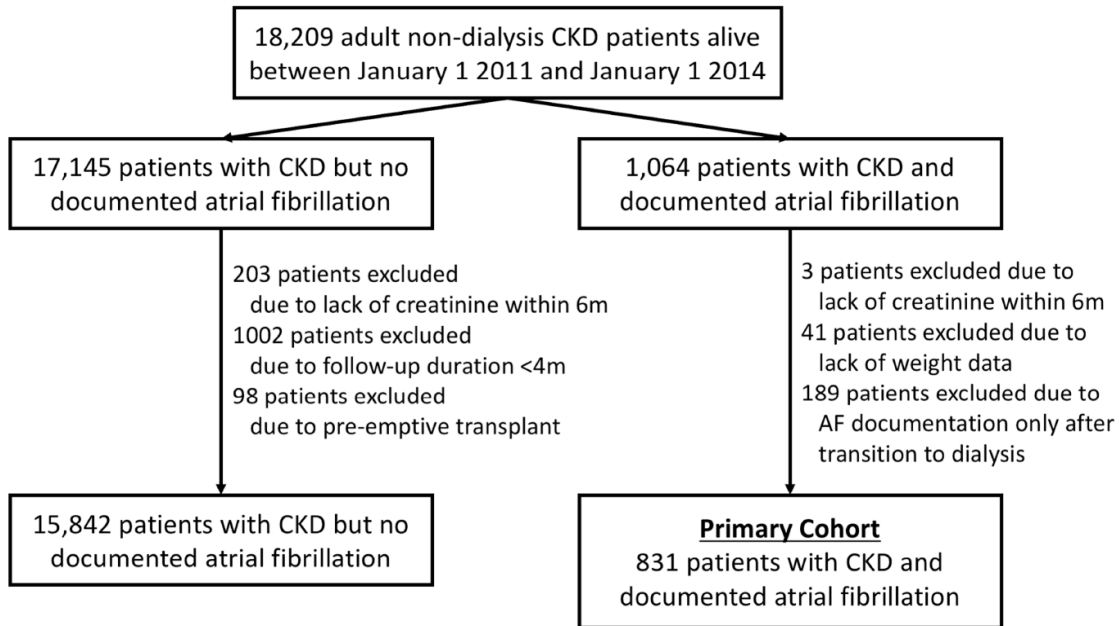 18,209 adult non-dialysis CKD patients alive
between January 1 2011 and January 1 2014
17,145 patients with CKD but no
documented atrial fibrillation
1,064 patients with CKD and
documented atrial fibrillation
203 patients excluded
due to lack of creatinine within 6m
1002 patients excluded
due to follow-up duration <4m
98 patients excluded
due to pre-emptive transplant
3 patients excluded due to
lack of creatinine within 6m
41 patients excluded due to
lack of weight data
189 patients excluded due to
AF documentation only after
transition to dialysis
15,842 patients with CKD but no
documented atrial fibrillation
Primary Cohort
831 patients with CKD and
documented atrial fibrillation